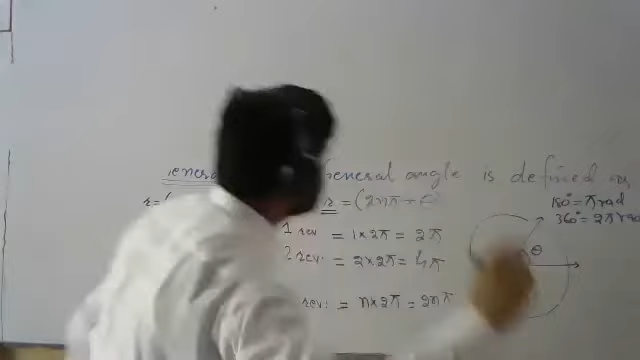 General angle is defined as,
= (2nπ +
180° = π rad
360° = 2π rad
1 rev = 1×2π = 2π
2 rev: = 2×2π = 4π
θ
rev: = n×2π = 2nπ